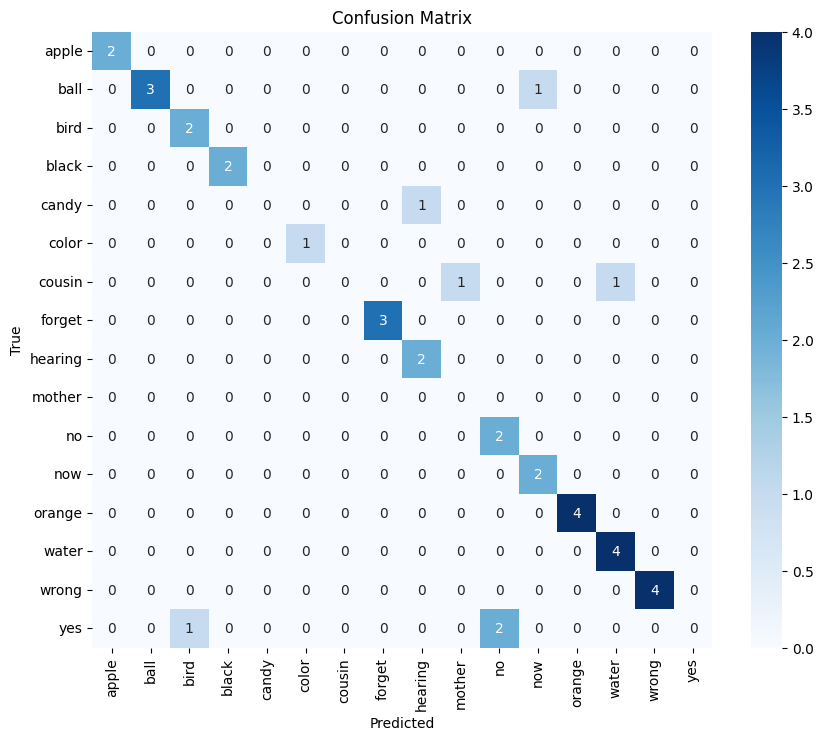 Confusion Matrix
apple 2 0 0 0 0 0 0 0 0 0 0 0 0 0 0 0
ball 0 3 0 0 0 0 0 0 0 0 0 1 0 0 0 0
bird 0 0 2 0 0 0 0 0 0 0 0 0 0 0 0 0
black 0 0 0 2 0 0 0 0 0 0 0 0 0 0 0 0
candy 0 0 0 0 0 0 0 0 1 0 0 0 0 0 0 0
color 0 0 0 0 0 1 0 0 0 0 0 0 0 0 0 0
cousin 0 0 0 0 0 0 0 0 0 1 0 0 0 1 0 0
forget 0 0 0 0 0 0 0 3 0 0 0 0 0 0 0 0
hearing 0 0 0 0 0 0 0 0 2 0 0 0 0 0 0 0
mother 0 0 0 0 0 0 0 0 0 0 0 0 0 0 0 0
no 0 0 0 0 0 0 0 0 0 0 2 0 0 0 0 0
now 0 0 0 0 0 0 0 0 0 0 0 2 0 0 0 0
orange 0 0 0 0 0 0 0 0 0 0 0 0 4 0 0 0
water 0 0 0 0 0 0 0 0 0 0 0 0 0 4 0 0
wrong 0 0 0 0 0 0 0 0 0 0 0 0 0 0 4 0
yes 0 0 1 0 0 0 0 0 0 0 2 0 0 0 0 0
True
apple ball bird black candy color cousin forget hearing mother no now orange water wrong yes
Predicted
4.0
3.5
3.0
2.5
2.0
1.5
1.0
0.5
0.0